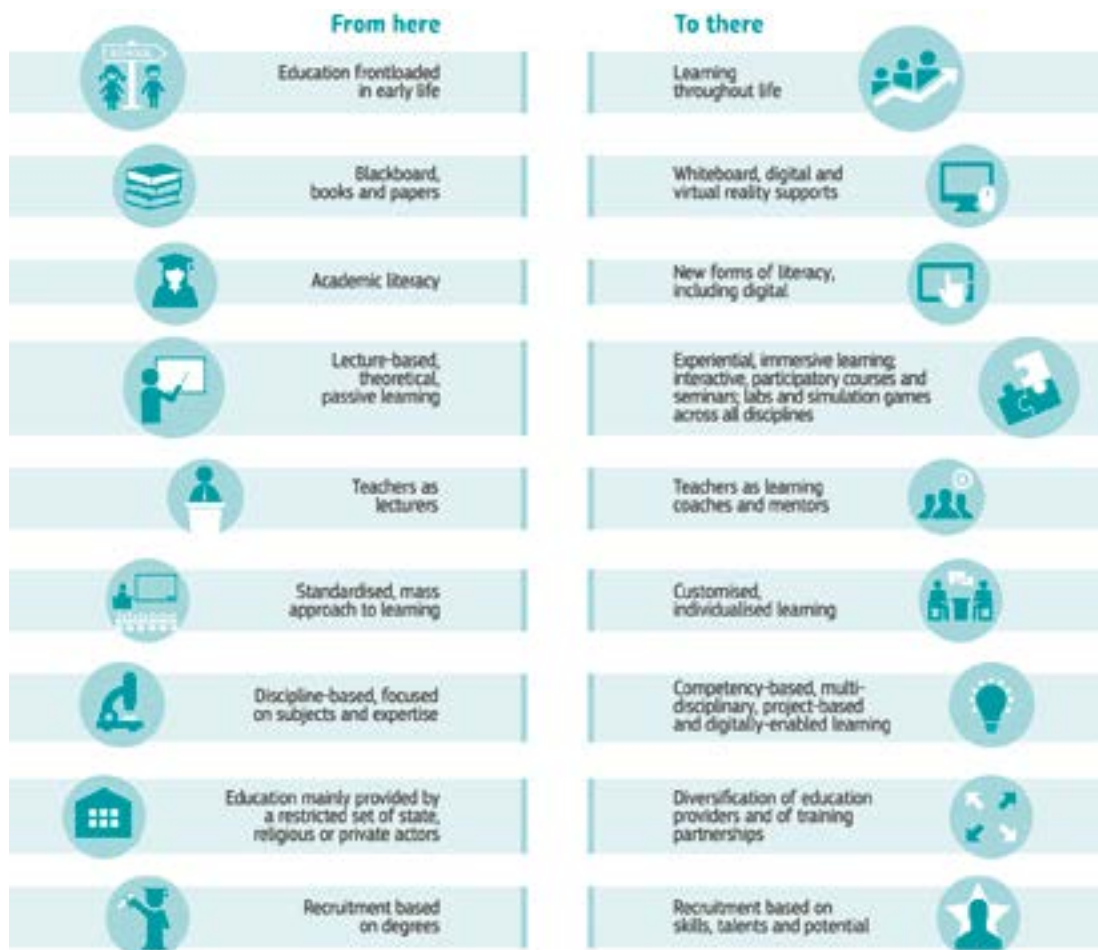 From here
To there
SCHOOL
Education frontloaded
in early life
Learning
throughout life
Blackboard,
books and papers
Whiteboard, digital and
virtual reality supports
Academic literacy
New forms of literacy,
including digital
Lecture-based,
theoretical,
passive learning
Experiential, immersive learning;
interactive, participatory courses and
seminars; labs and simulation games
across all disciplines
Teachers as
lecturers
Teachers as learning
coaches and mentors
Standardised, mass
approach to learning
Customised,
individualised learning
Discipline-based, focused
on subjects and expertise
Competency-based, multi-
disciplinary, project-based
and digitally-enabled learning
Education mainly provided by
a restricted set of state,
religious or private actors
Diversification of education
providers and of training
partnerships
Recruitment based
on degrees
Recruitment based on
skills, talents and potential